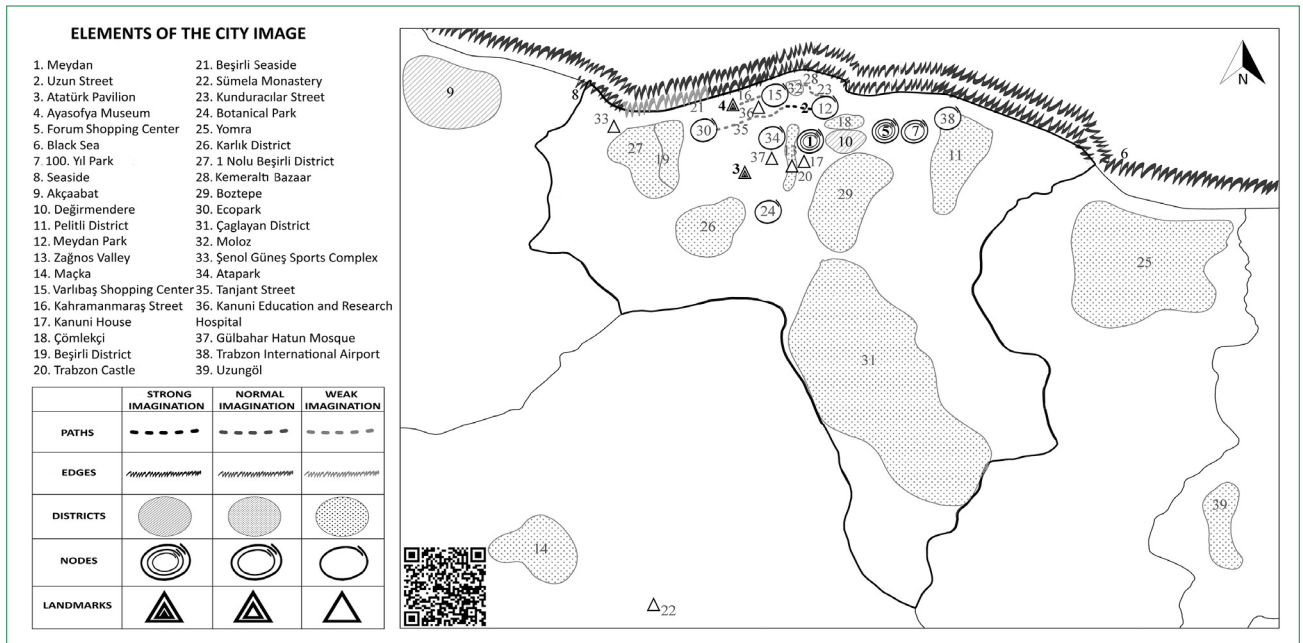 ELEMENTS OF THE CITY IMAGE
1. Meydan
2. Uzun Street
3. Atatürk Pavilion
4. Ayasofya Museum
5. Forum Shopping Center
6. Black Sea
7 100. Yıl Park
8. Seaside
9. Akçaabat
10. Değirmendere
11. Pelitli District
12. Meydan Park
13. Zağnos Valley
14. Maçka
15. Varlıbaş Shopping Center
16. Kahramanmaraş Street
17. Kanuni House
18. Çömlekçi
19. Beşirli District
20. Trabzon Castle
21. Beşirli Seaside
22. Sümela Monastery
23. Kunduracılar Street
24. Botanical Park
25. Yomra
26. Karlık District
27. 1 Nolu Beşirli District
28. Kemeraltı Bazaar
29. Boztepe
30. Ecopark
31. Çaglayan District
32. Moloz
33. Şenol Güneş Sports Complex
34. Atapark
35. Tanjant Street
36. Kanuni Education and Research
Hospital
37. Gülbahar Hatun Mosque
38. Trabzon International Airport
39. Uzungöl
STRONG IMAGINATION
NORMAL IMAGINATION
WEAK IMAGINATION
PATHS
EDGES
DISTRICTS
NODES
LANDMARKS
N
9
8
33
27
19
21
30
4
16
36
35
15
32
28
23
2
12
34
37
3
13
1
17
20
18
10
5
7
38
11
6
29
26
24
25
31
14
22
39